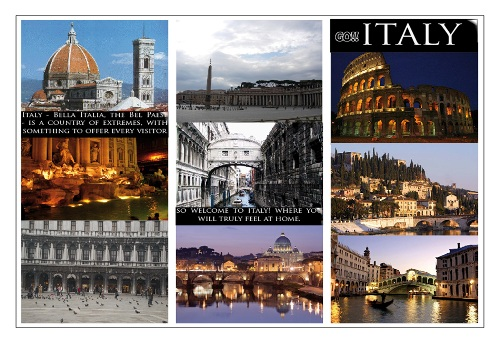 GO!! ITALY
Italy - Bella Italia, the Bel Paese
- is a country of extremes, with
something to offer every visitor.
so welcome to Italy! where you
will truly feel at home.